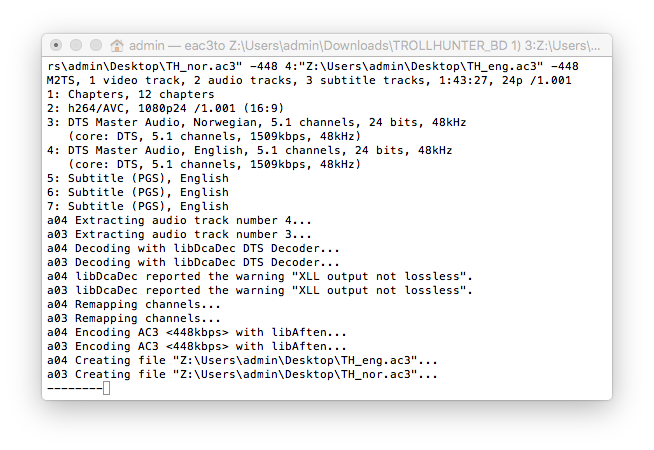 admin — eac3to Z:\Users\admin\Downloads\TROLLHUNTER_BD 1) 3:Z:\Users\...
rs\admin\Desktop\TH_nor.ac3" -448 4:"Z:\Users\admin\Desktop\TH_eng.ac3" -448
M2TS, 1 video track, 2 audio tracks, 3 subtitle tracks, 1:43:27, 24p /1.001
1: Chapters, 12 chapters
2: h264/AVC, 1080p24 /1.001 (16:9)
3: DTS Master Audio, Norwegian, 5.1 channels, 24 bits, 48kHz
(core: DTS, 5.1 channels, 1509kbps, 48kHz)
4: DTS Master Audio, English, 5.1 channels, 24 bits, 48kHz
(core: DTS, 5.1 channels, 1509kbps, 48kHz)
5: Subtitle (PGS), English
6: Subtitle (PGS), English
7: Subtitle (PGS), English
a04 Extracting audio track number 4...
a03 Extracting audio track number 3...
a04 Decoding with libDcaDec DTS Decoder...
a03 Decoding with libDcaDec DTS Decoder...
a04 libDcaDec reported the warning "XLL output not lossless".
a03 libDcaDec reported the warning "XLL output not lossless".
a04 Remapping channels...
a03 Remapping channels...
a04 Encoding AC3 <448kbps> with libAften...
a03 Encoding AC3 <448kbps> with libAften...
a04 Creating file "Z:\Users\admin\Desktop\TH_eng.ac3"...
a03 Creating file "Z:\Users\admin\Desktop\TH_nor.ac3"...
--------